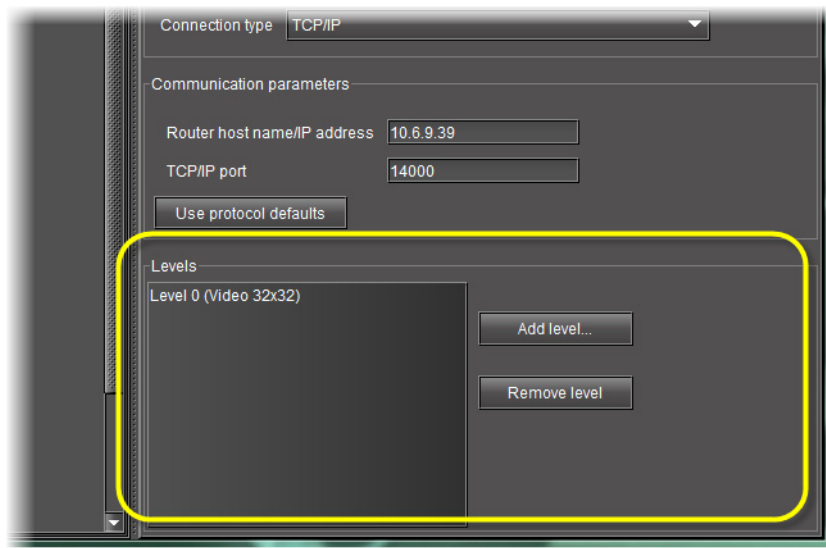 Connection type TCP/IP
Communication parameters
Router host name/IP address 10.6.9.39
TCP/IP port 14000
Use protocol defaults
Levels
Level 0 (Video 32x32)
Add level...
Remove level